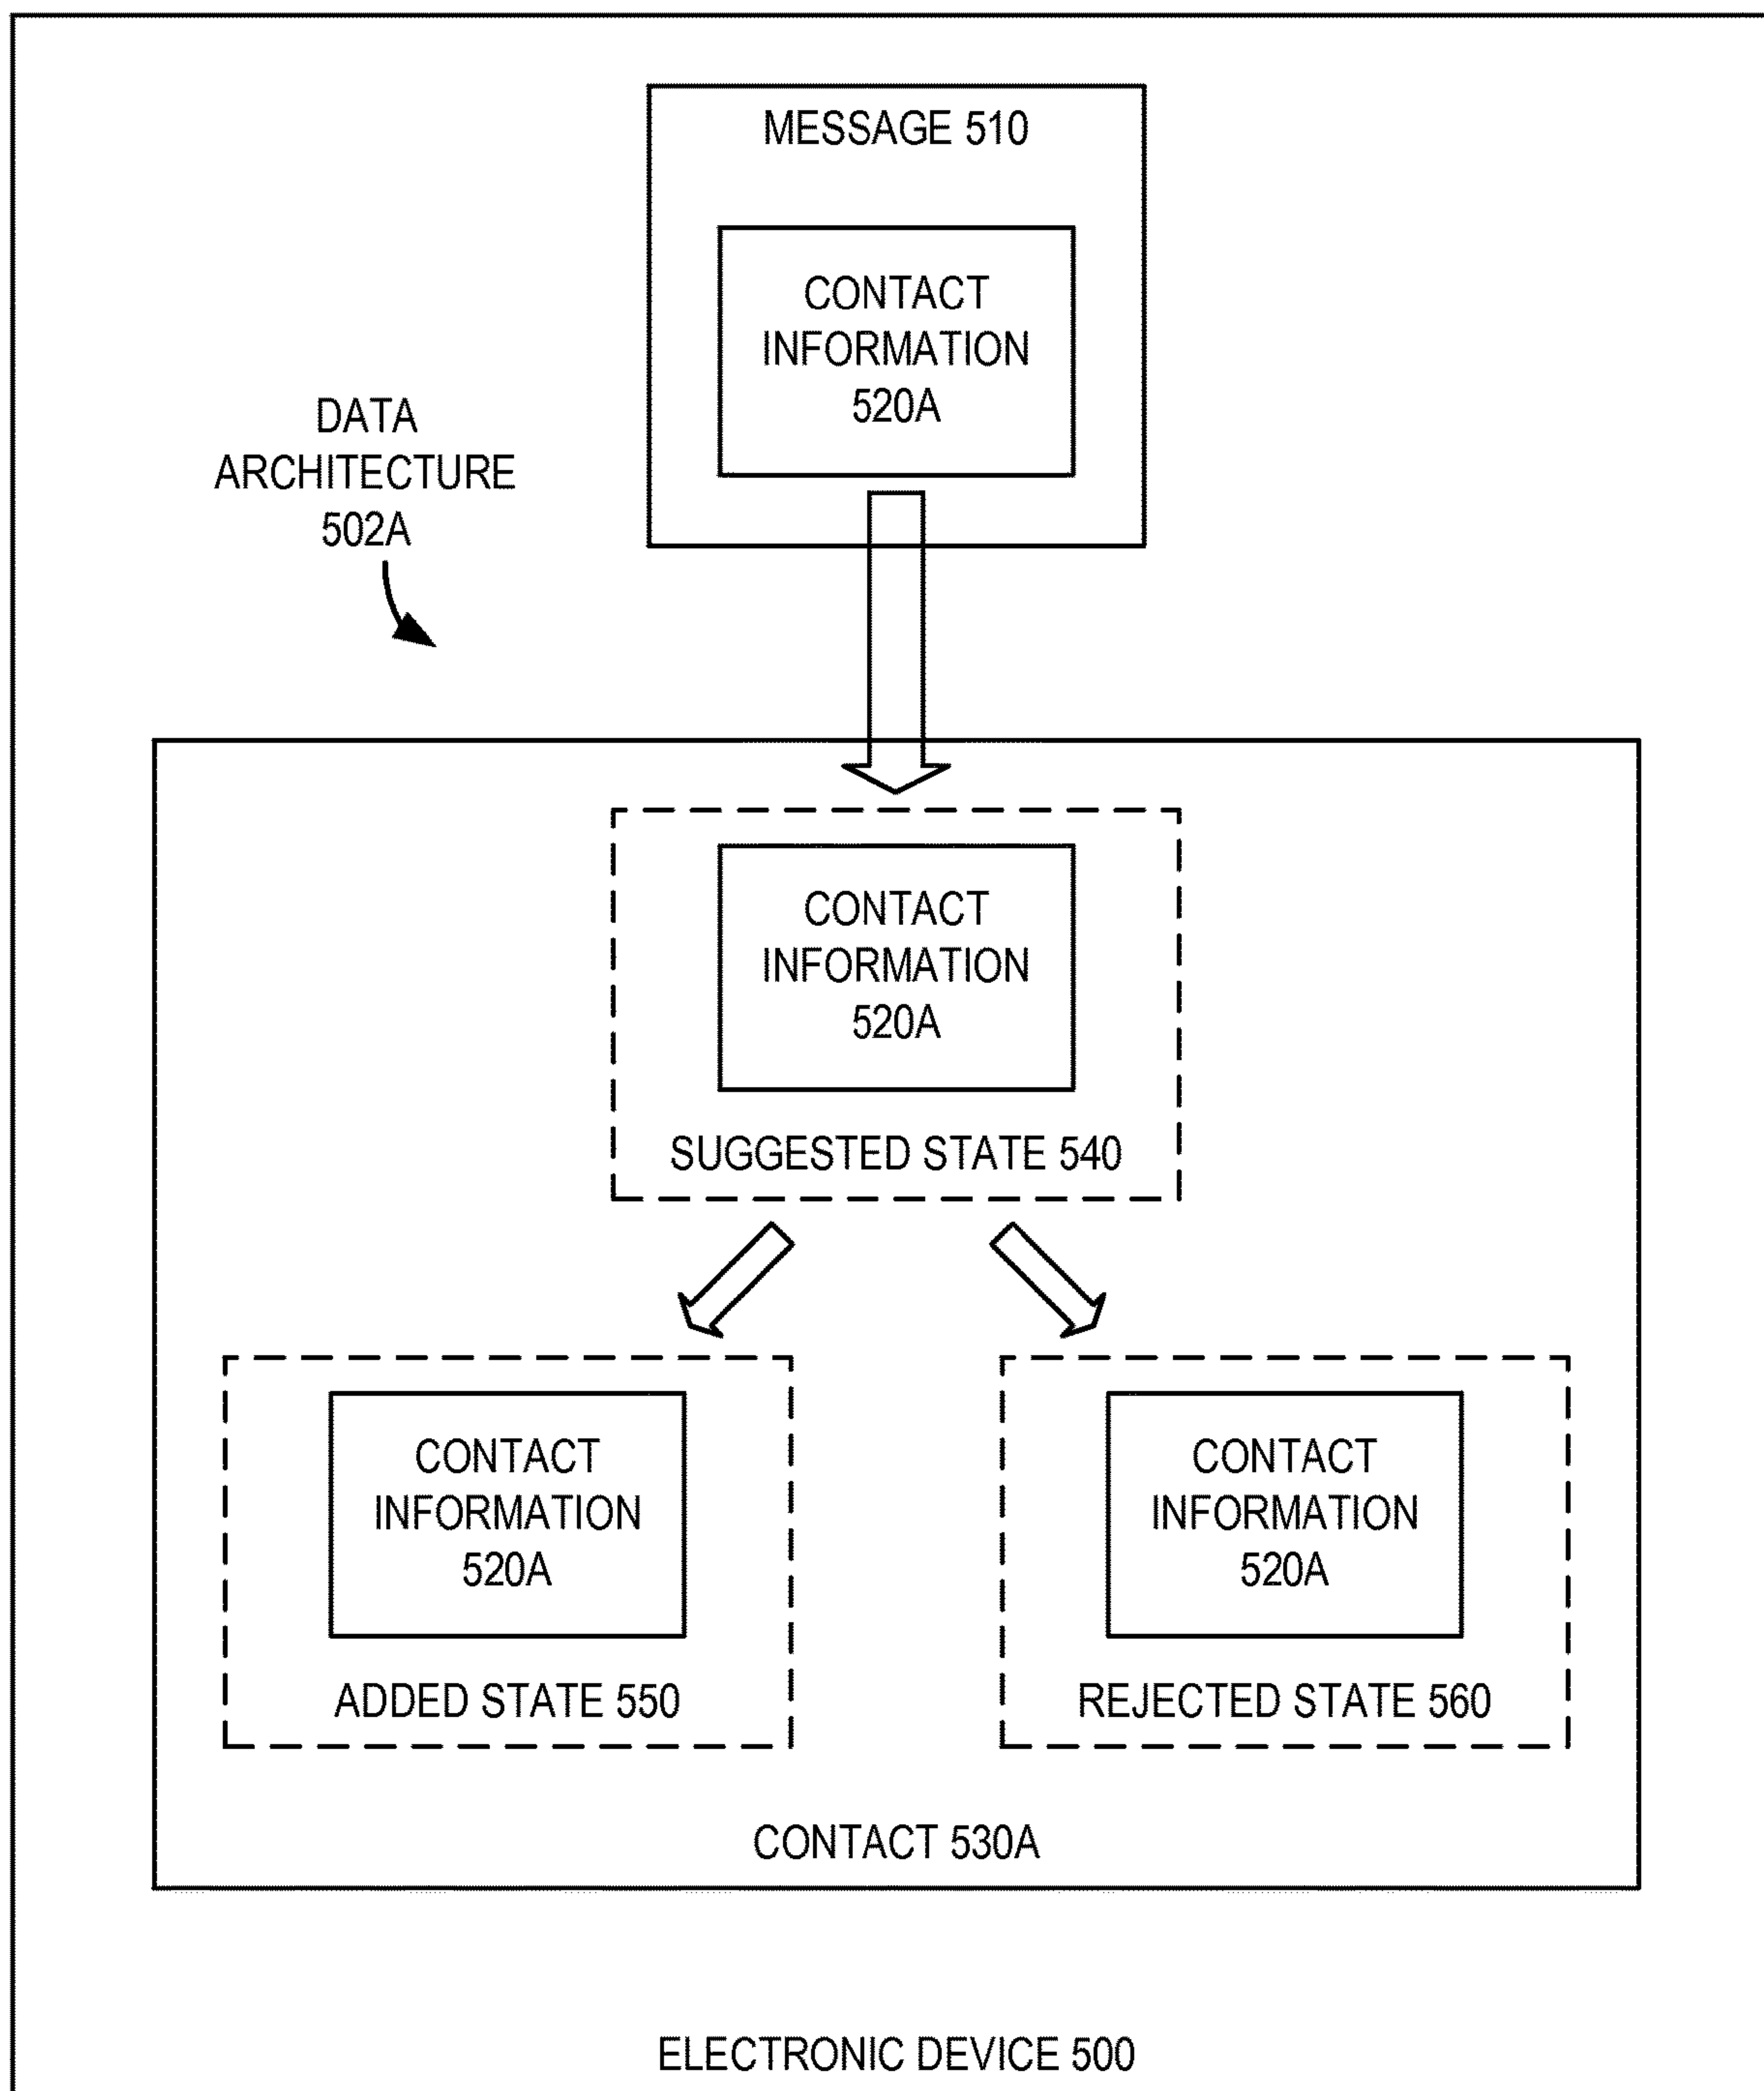 MESSAGE 510
CONTACT
INFORMATION
520A
DATA
ARCHITECTURE
502A
CONTACT
INFORMATION
520A
SUGGESTED STATE 540
CONTACT
INFORMATION
520A
ADDED STATE 550
CONTACT
INFORMATION
520A
REJECTED STATE 560
CONTACT 530A
ELECTRONIC DEVICE 500